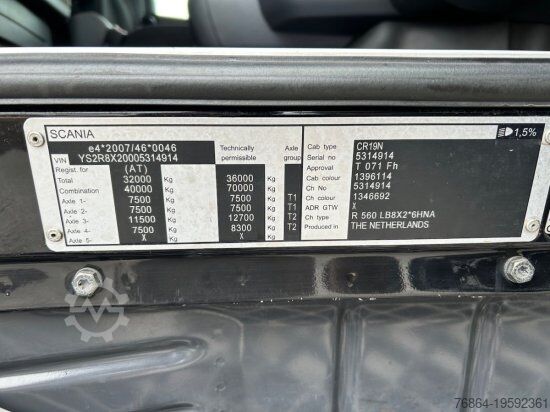 SCANIA
1,5%
e4*2007/46*0046
VIN YS2R8X20005314914
Regist. for (AT) Technically permissible Axle group
Total 32000 Kg 36000 Kg
Combination 40000 Kg 70000 Kg
Axle 1- 7500 Kg 7500 Kg T1
Axle 2- 7500 Kg 7500 Kg T1
Axle 3- 11500 Kg 12700 Kg T2
Axle 4- 7500 Kg 8300 Kg T2
Axle 5- X Kg X Kg
Cab type CR19N
Serial no 5314914
Approval T 071 Fh
Cab colour 1396114
Ch No 5314914
Ch colour 1346692
ADR GTW X
Ch type R 560 LB8X2*6HNA
Produced in THE NETHERLANDS
76864-19592361